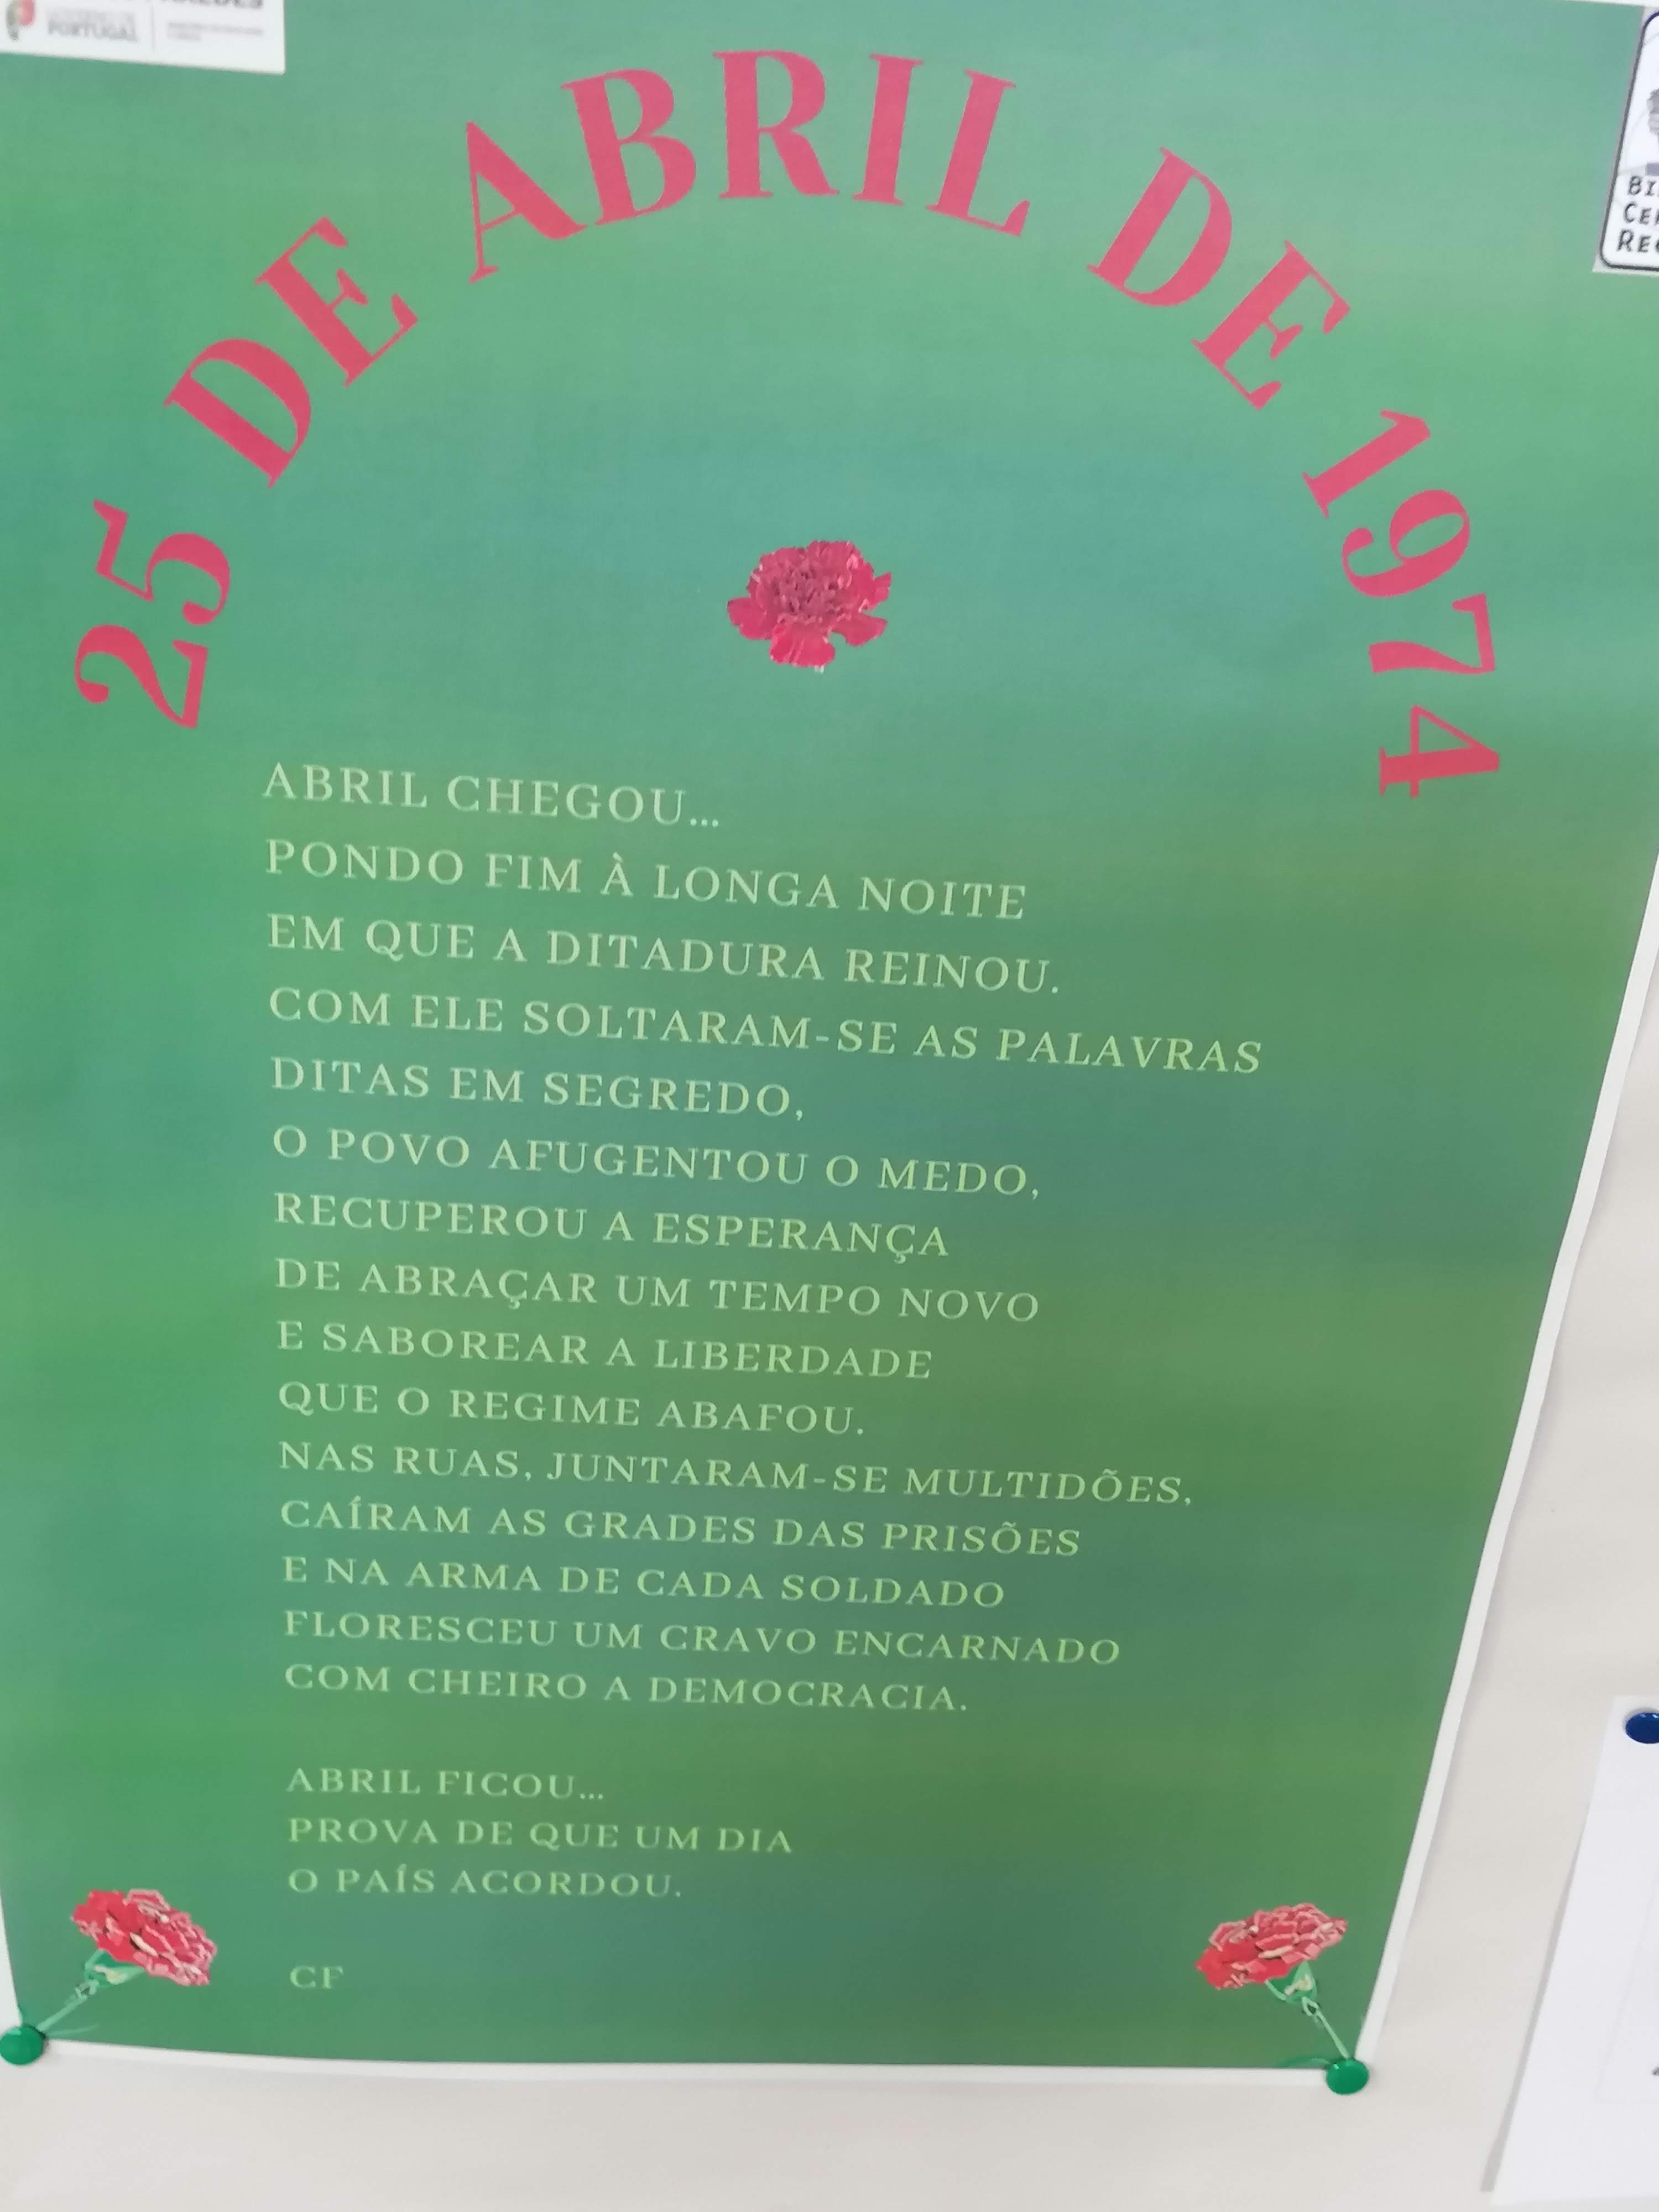 PORTUGAL
25 DE ABRIL DE 1974
ABRIL CHEGOU...
PONDO FIM À LONGA NOITE
EM QUE A DITADURA REINOU.
COM ELE SOLTARAM-SE AS PALAVRAS
DITAS EM SEGREDO,
O POVO AFUGENTOU O MEDO,
RECUPEROU A ESPERANÇA
DE ABRAÇAR UM TEMPO NOVO
E SABOREAR A LIBERDADE
QUE O REGIME ABAFOU.
NAS RUAS, JUNTARAM-SE MULTIDÕES,
CAÍRAM AS GRADES DAS PRISÕES
E NA ARMA DE CADA SOLDADO
FLORESCEU UM CRAVO ENCARNADO
COM CHEIRO A DEMOCRACIA.
ABRIL FICOU...
PROVA DE QUE UM DIA
O PAÍS ACORDOU.
CF